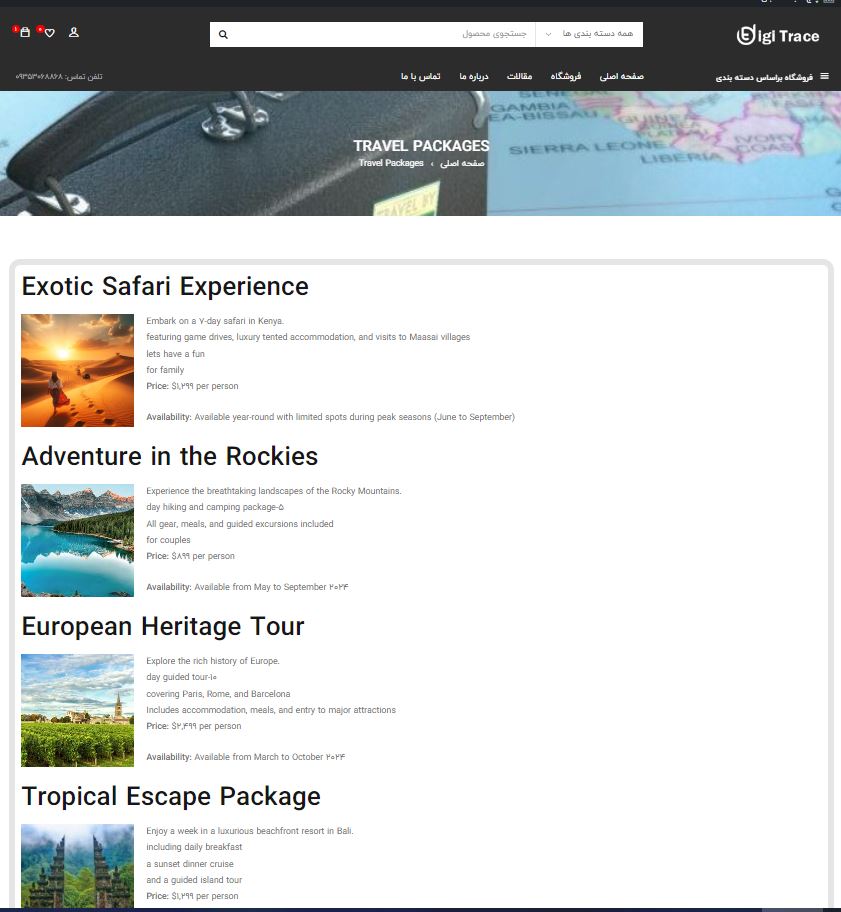 ۱
۰
همه دسته بندی ها
جستجوی محصول
Digi Trace
فروشگاه براساس دسته بندی
صفحه اصلی
فروشگاه
مقالات
درباره ما
تماس با ما
تلفن تماس: ۰۹۳۵۳۰۶۸۸۶۸
GAMBIA
EA-BISSAU
GUINEA
SIERRA LEONE
LIBERIA
IVORY
COAST
TRAVEL BY
TRAVEL PACKAGES
صفحه اصلی › Travel Packages
Exotic Safari Experience
Embark on a ۷-day safari in Kenya.
featuring game drives, luxury tented accommodation, and visits to Maasai villages
lets have a fun
for family
Price: $۱,۲۹۹ per person
Availability: Available year-round with limited spots during peak seasons (June to September)
Adventure in the Rockies
Experience the breathtaking landscapes of the Rocky Mountains.
day hiking and camping package-۵
All gear, meals, and guided excursions included
for couples
Price: $۸۹۹ per person
Availability: Available from May to September ۲۰۲۴
European Heritage Tour
Explore the rich history of Europe.
day guided tour-۱۰
covering Paris, Rome, and Barcelona
Includes accommodation, meals, and entry to major attractions
Price: $۲,۴۹۹ per person
Availability: Available from March to October ۲۰۲۴
Tropical Escape Package
Enjoy a week in a luxurious beachfront resort in Bali.
including daily breakfast
a sunset dinner cruise
and a guided island tour
Price: $۱,۲۹۹ per person